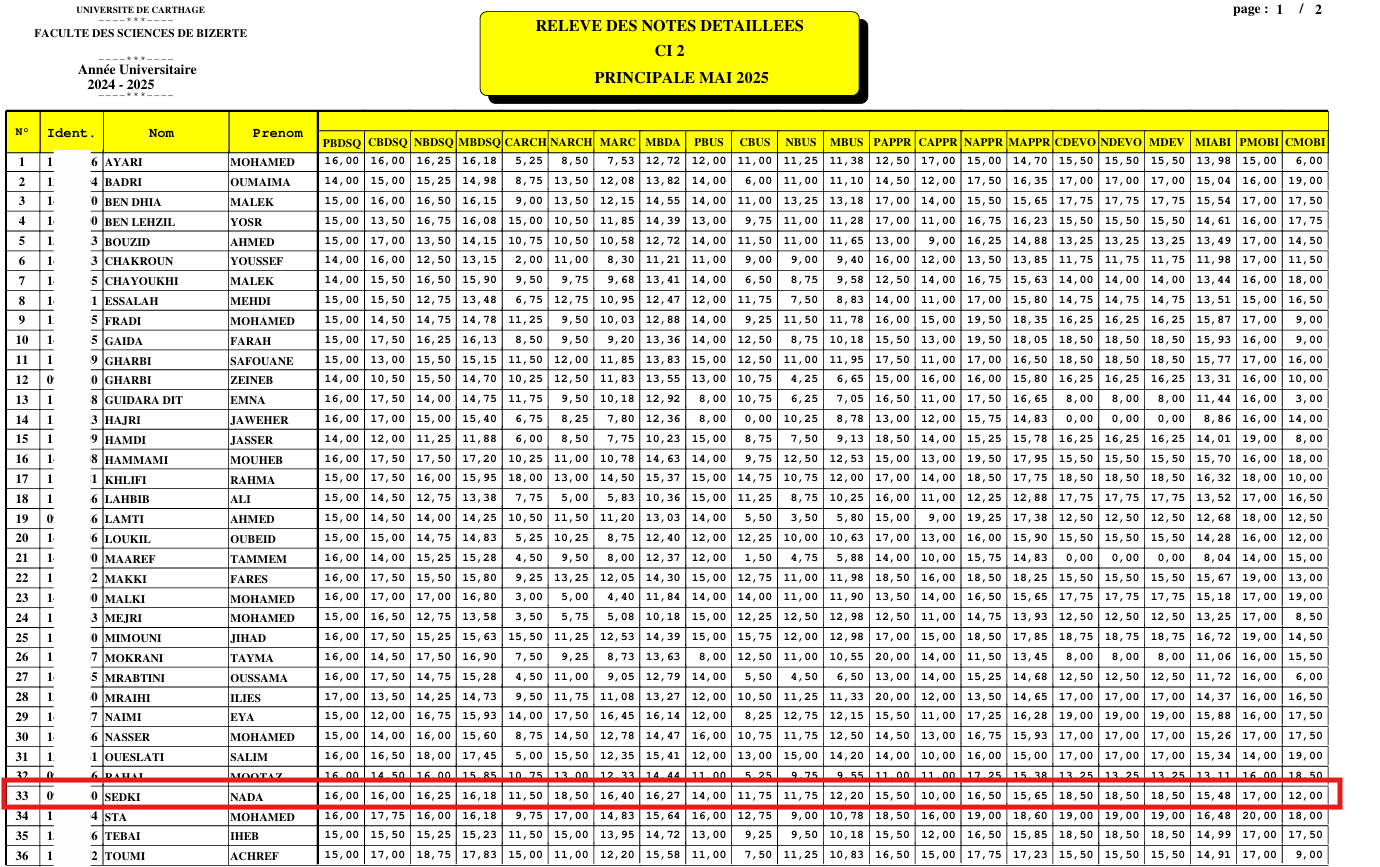 UNIVERSITE DE CARTHAGE
----***----
FACULTE DES SCIENCES DE BIZERTE
----***----
Année Universitaire
2024 - 2025
----***----
RELEVE DES NOTES DETAILLEES
CI 2
PRINCIPALE MAI 2025
page : 1 / 2
N° Ident. Nom Prenom PBDSQ CBDSQ NBDSQ MBDSQ CARCH NARCH MARC MBDA PBUS CBUS NBUS MBUS PAPPR CAPPR NAPPR MAPPR CDEVO NDEVO MDEV MIABI PMOBI CMOBI
1 1 6 AYARI MOHAMED 16,00 16,00 16,25 16,18 5,25 8,50 7,53 12,72 12,00 11,00 11,25 11,38 12,50 17,00 15,00 14,70 15,50 15,50 15,50 13,98 15,00 6,00
2 1 4 BADRI OUMAIMA 14,00 15,00 15,25 14,98 8,75 13,50 12,08 13,82 14,00 6,00 11,00 11,10 14,50 12,00 17,50 16,35 17,00 17,00 17,00 15,04 16,00 19,00
3 1 0 BEN DHIA MALEK 15,00 16,00 16,50 16,15 9,00 13,50 12,15 14,55 14,00 11,00 13,25 13,18 17,00 14,00 15,50 15,65 17,75 17,75 17,75 15,54 17,00 17,50
4 1 0 BEN LEHZIL YOSR 15,00 13,50 16,75 16,08 15,00 10,50 11,85 14,39 13,00 9,75 11,00 11,28 17,00 11,00 16,75 16,23 15,50 15,50 15,50 14,61 16,00 17,75
5 1 3 BOUZID AHMED 15,00 17,00 13,50 14,15 10,75 10,50 10,58 12,72 14,00 11,50 11,00 11,65 13,00 9,00 16,25 14,88 13,25 13,25 13,25 13,49 17,00 14,50
6 1 3 CHAKROUN YOUSSEF 14,00 16,00 12,50 13,15 2,00 11,00 8,30 11,21 11,00 9,00 9,00 9,40 16,00 12,00 13,50 13,85 11,75 11,75 11,75 11,98 17,00 11,50
7 1 5 CHAYOUKHI MALEK 14,00 15,50 16,50 15,90 9,50 9,75 9,68 13,41 14,00 6,50 8,75 9,58 12,50 14,00 16,75 15,63 14,00 14,00 14,00 13,44 16,00 18,00
8 1 1 ESSALAH MEHDI 15,00 15,50 12,75 13,48 6,75 12,75 10,95 12,47 12,00 11,75 7,50 8,83 14,00 11,00 17,00 15,80 14,75 14,75 14,75 13,51 15,00 16,50
9 1 5 FRADI MOHAMED 15,00 14,50 14,75 14,78 11,25 9,50 10,03 12,88 14,00 9,25 11,50 11,78 16,00 15,00 19,50 18,35 16,25 16,25 16,25 15,87 17,00 9,00
10 1 5 GAIDA FARAH 15,00 17,50 16,25 16,13 8,50 9,50 9,20 13,36 14,00 12,50 8,75 10,18 15,50 13,00 19,50 18,05 18,50 18,50 18,50 15,93 16,00 9,00
11 1 9 GHARBI SAFOUANE 15,00 13,00 15,50 15,15 11,50 12,00 11,85 13,83 15,00 12,50 11,00 11,95 17,50 11,00 17,00 16,50 18,50 18,50 18,50 15,77 17,00 16,00
12 0 0 GHARBI ZEINEB 14,00 10,50 15,50 14,70 10,25 12,50 11,83 13,55 13,00 10,75 4,25 6,65 15,00 16,00 16,00 15,80 16,25 16,25 16,25 13,31 16,00 10,00
13 1 8 GUIDARA DIT EMNA 16,00 17,50 14,00 14,75 11,75 9,50 10,18 12,92 8,00 10,75 6,25 7,05 16,50 11,00 17,50 16,65 8,00 8,00 8,00 11,44 16,00 3,00
14 1 3 HAJRI JAWEHER 16,00 17,00 15,00 15,40 6,75 8,25 7,80 12,36 8,00 0,00 10,25 8,78 13,00 12,00 15,75 14,83 0,00 0,00 0,00 8,86 16,00 14,00
15 1 9 HAMDI JASSER 14,00 12,00 11,25 11,88 6,00 8,50 7,75 10,23 15,00 8,75 7,50 9,13 18,50 14,00 15,25 15,78 16,25 16,25 16,25 14,01 19,00 8,00
16 1 8 HAMMAMI MOUHEB 16,00 17,50 17,50 17,20 10,25 11,00 10,78 14,63 14,00 9,75 12,50 12,53 15,00 13,00 19,50 17,95 15,50 15,50 15,50 15,70 16,00 18,00
17 1 1 KHLIFI RAHMA 15,00 17,50 16,00 15,95 18,00 13,00 14,50 15,37 15,00 14,75 10,75 12,00 17,00 14,00 18,50 17,75 18,50 18,50 18,50 16,32 18,00 10,00
18 1 6 LAHBIB ALI 15,00 14,50 12,75 13,38 7,75 5,00 5,83 10,36 15,00 11,25 8,75 10,25 16,00 11,00 12,25 12,88 17,75 17,75 17,75 13,52 17,00 16,50
19 0 6 LAMTI AHMED 15,00 14,50 14,00 14,25 10,50 11,50 11,20 13,03 14,00 5,50 3,50 5,80 15,00 9,00 19,25 17,38 12,50 12,50 12,50 12,68 18,00 12,50
20 1 6 LOUKIL OUBEID 15,00 15,00 14,75 14,83 5,25 10,25 8,75 12,40 12,00 12,25 10,00 10,63 17,00 13,00 16,00 15,90 15,50 15,50 15,50 14,28 16,00 12,00
21 1 0 MAAREF TAMMEM 16,00 14,00 15,25 15,28 4,50 9,50 8,00 12,37 12,00 1,50 4,75 5,88 14,00 10,00 15,75 14,83 0,00 0,00 0,00 8,04 14,00 15,00
22 1 2 MAKKI FARES 16,00 17,50 15,50 15,80 9,25 13,25 12,05 14,30 15,00 12,75 11,00 11,98 18,50 16,00 18,50 18,25 15,50 15,50 15,50 15,67 19,00 13,00
23 1 0 MALKI MOHAMED 16,00 17,00 17,00 16,80 3,00 5,00 4,40 11,84 14,00 11,00 11,75 11,90 13,50 14,00 16,50 15,65 17,75 17,75 17,75 15,18 17,00 19,00
24 1 3 MEJRI MOHAMED 15,00 16,50 12,75 13,58 3,50 5,75 5,08 10,18 15,00 12,25 12,50 12,98 12,50 11,00 14,75 13,93 12,50 12,50 12,50 13,25 17,00 8,50
25 1 0 MIMOUNI JIHAD 16,00 17,50 15,25 15,63 15,50 11,25 12,53 14,39 15,00 15,75 12,00 12,98 17,00 15,00 18,50 17,85 18,75 18,75 18,75 16,72 19,00 14,50
26 1 7 MOKRANI TAYMA 16,00 14,50 17,50 16,90 7,50 9,25 8,73 13,63 8,00 12,50 11,00 10,55 20,00 14,00 11,50 13,45 8,00 8,00 8,00 11,06 16,00 15,50
27 1 5 MRABTINI OUSSAMA 16,00 17,50 14,75 15,28 4,50 11,00 9,05 12,79 14,00 5,50 4,50 6,65 14,00 13,00 15,25 14,68 12,50 12,50 12,50 11,72 16,00 6,00
28 1 0 MRAIHI ILIES 17,00 13,50 14,25 14,73 9,50 11,75 11,08 13,27 12,00 10,50 11,25 11,33 20,00 12,00 13,50 14,65 17,00 17,00 17,00 14,37 16,00 16,50
29 1 7 NAIMI EYA 15,00 12,00 16,75 15,93 14,00 17,50 16,45 16,14 12,00 8,25 12,75 12,15 15,50 11,00 17,25 16,28 19,00 19,00 19,00 15,88 16,00 17,50
30 1 6 NASSER MOHAMED 15,00 14,00 16,00 15,60 8,75 14,50 12,78 14,47 16,00 10,75 11,75 12,50 14,50 13,00 16,75 15,93 17,00 17,00 17,00 15,26 17,00 17,50
31 1 1 OUESLATI SALIM 16,00 16,50 18,00 17,45 5,00 15,50 12,35 15,41 12,00 13,00 15,00 14,20 14,00 10,00 16,00 15,00 17,00 17,00 17,00 15,34 14,00 19,00
32 0 6 RAHAL MOOTAZ 16,00 14,50 16,00 15,85 10,75 13,00 12,33 14,44 11,00 5,25 9,75 9,55 11,00 11,00 17,25 15,38 13,25 13,25 13,25 13,11 16,00 18,50
33 0 0 SEDKI NADA 16,00 16,00 16,25 16,18 11,50 18,50 16,40 16,27 14,00 11,75 11,75 12,20 15,50 10,00 16,50 15,65 18,50 18,50 18,50 15,48 17,00 12,00
34 1 4 STA MOHAMED 16,00 17,75 16,00 16,18 9,75 17,00 14,83 15,64 16,00 12,75 9,00 10,78 18,50 16,00 19,00 18,60 19,00 19,00 19,00 16,48 20,00 18,00
35 1 6 TEBAI IHEB 15,00 15,50 15,25 15,23 11,50 15,00 13,95 14,72 13,00 9,25 9,50 10,18 15,50 12,00 16,50 15,85 18,50 18,50 18,50 14,99 17,00 17,50
36 1 2 TOUMI ACHREF 15,00 17,00 18,75 17,83 15,00 11,00 12,20 15,58 11,00 7,50 11,25 10,83 16,50 15,00 17,75 17,23 15,50 15,50 15,50 14,91 17,00 9,00